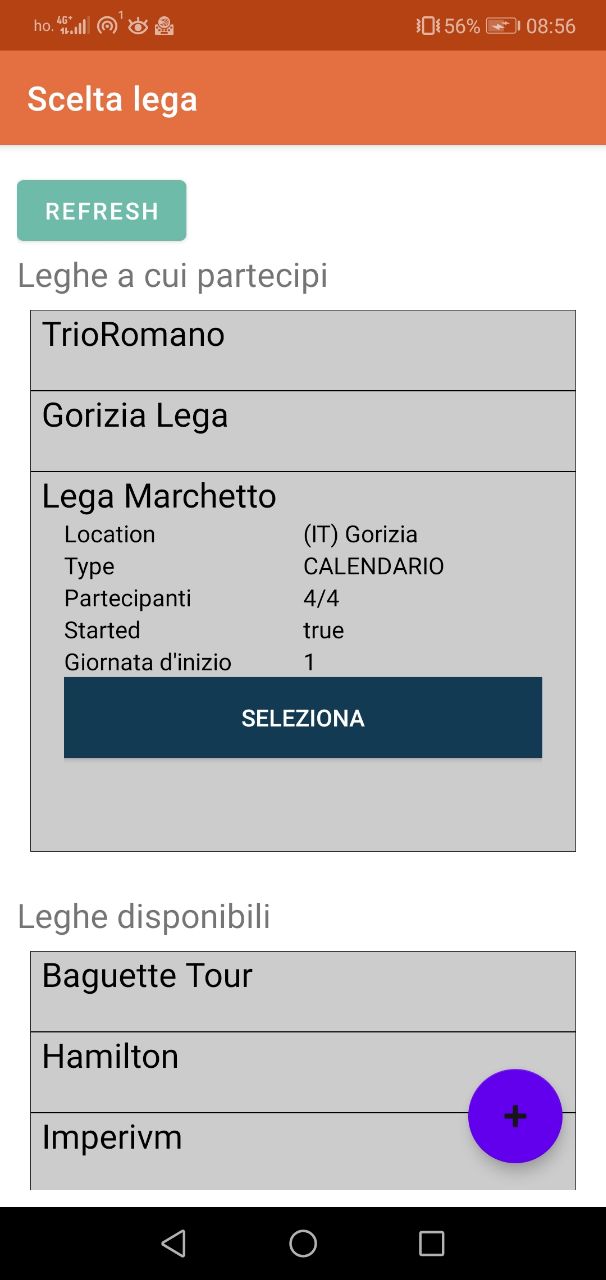 ho. 4G+ 1 56% 08:56
Scelta lega
REFRESH
Leghe a cui partecipi
TrioRomano
Gorizia Lega
Lega Marchetto
Location (IT) Gorizia
Type CALENDARIO
Partecipanti 4/4
Started true
Giornata d'inizio 1
SELEZIONA
Leghe disponibili
Baguette Tour
Hamilton
+
Imperivm